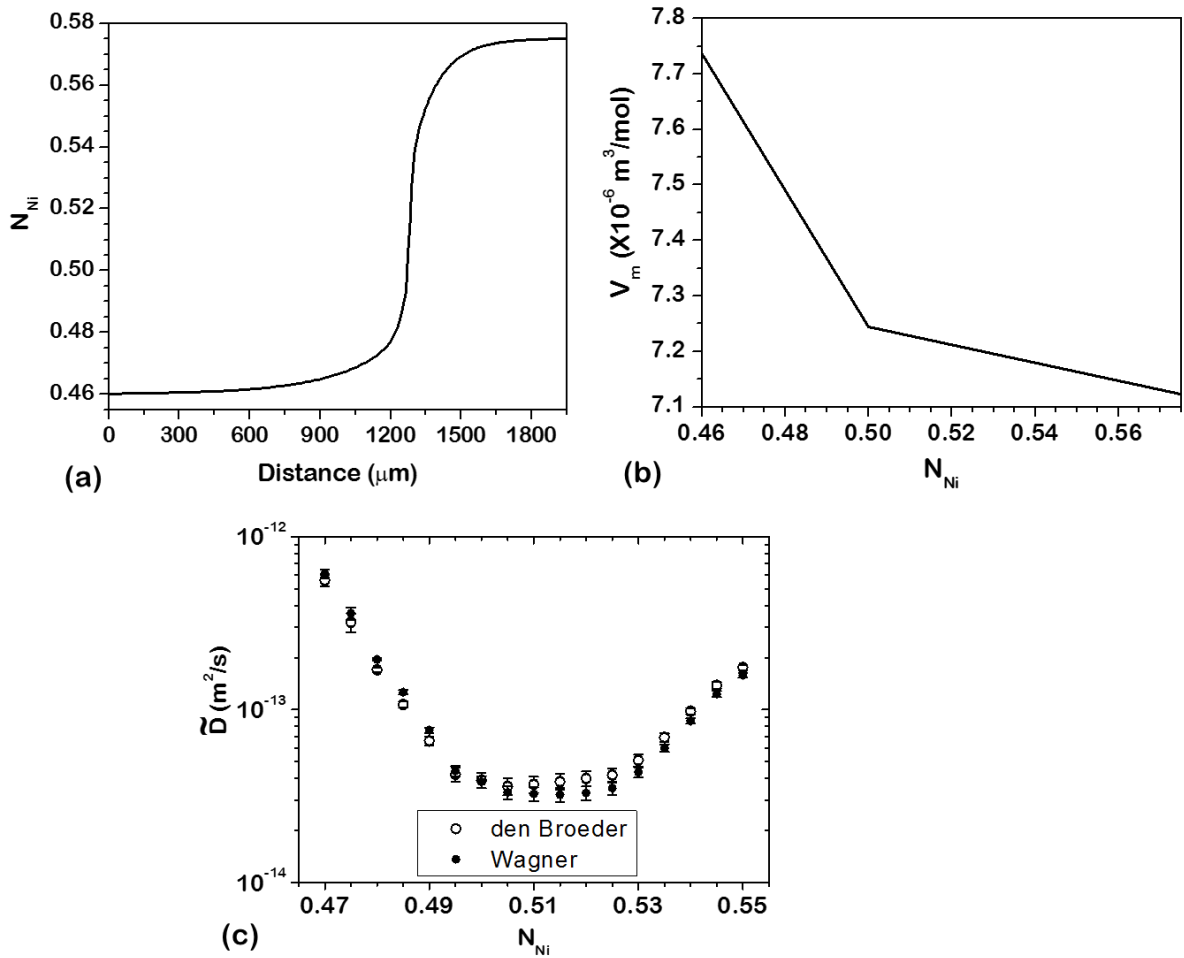 0.58
0.56
0.54
0.52
0.50
0.48
0.46
N_Ni
0 300 600 900 1200 1500 1800
Distance (μm)
(a)
7.8
7.7
7.6
7.5
7.4
7.3
7.2
7.1
V_m (X10^-6 m^3/mol)
0.46 0.48 0.50 0.52 0.54 0.56
N_Ni
(b)
10^-12
10^-13
10^-14
D̃ (m^2/s)
den Broeder
Wagner
0.47 0.49 0.51 0.53 0.55
N_Ni
(c)